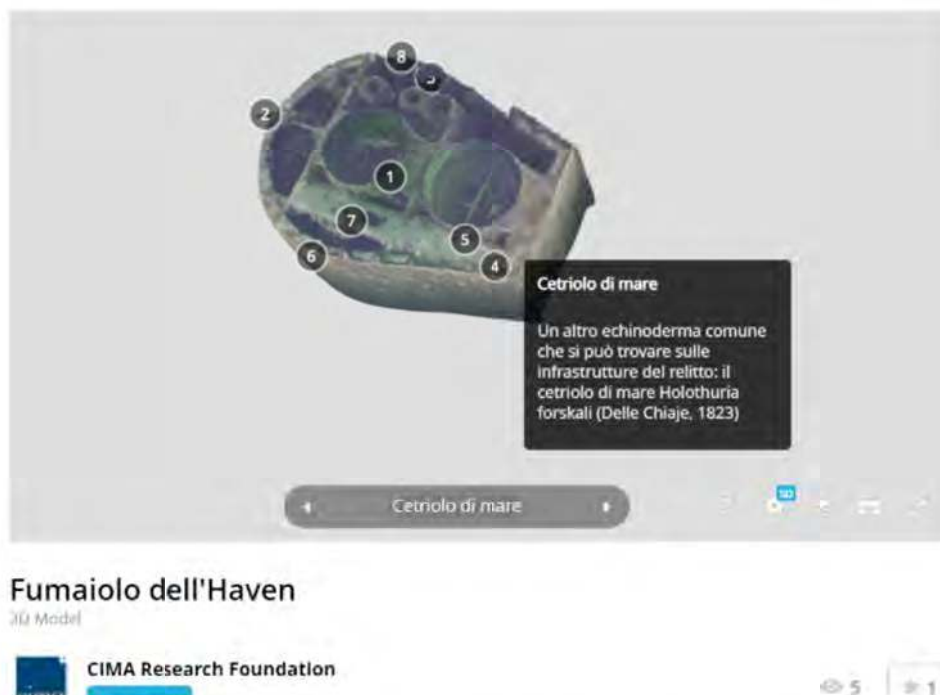 8
2
1
7
5
6
4
Cetriolo di mare
Un altro echinoderma comune
che si può trovare sulle
infrastrutture del relitto: il
cetriolo di mare Holothuria
forskali (Delle Chiaje, 1823)
Cetriolo di mare
Fumaiolo dell'Haven
3D Model
CIMA Research Foundation
5
1